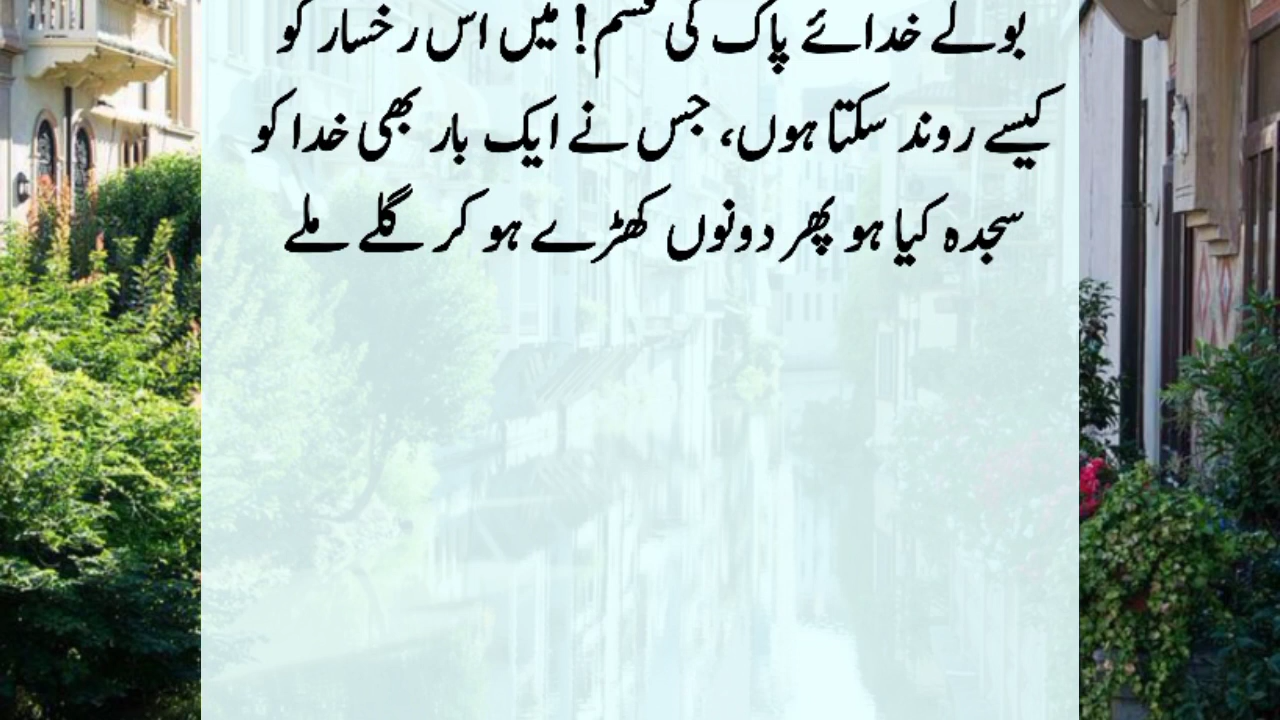 بولے خدائے پاک کی قسم! میں اس رخسار کو
کیسے روند سکتا ہوں، جس نے ایک بار بھی خدا کو
سجدہ کیا ہو پھر دونوں کھڑے ہو کر گلے ملے